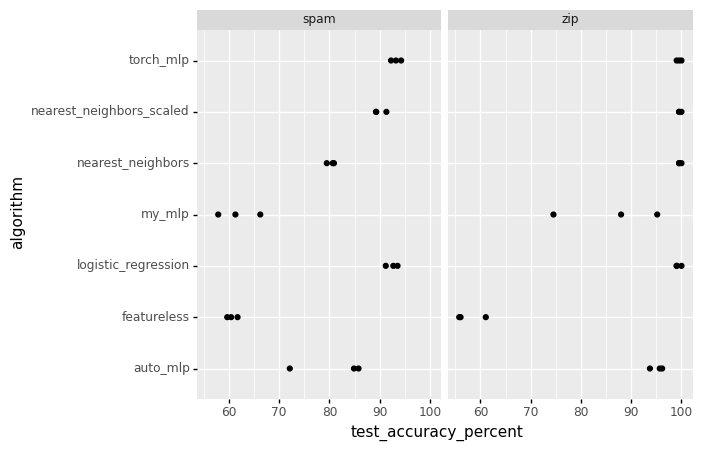 spam zip
torch_mlp
nearest_neighbors_scaled
nearest_neighbors
my_mlp
logistic_regression
featureless
auto_mlp
algorithm
60 70 80 90 100 60 70 80 90 100
test_accuracy_percent